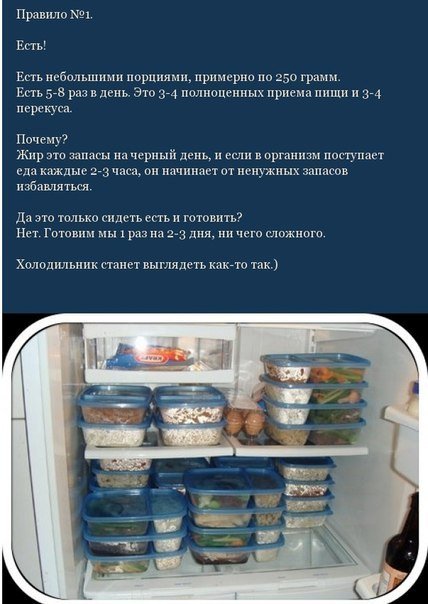 Правило №1.
Есть!
Есть небольшими порциями, примерно по 250 грамм.
Есть 5-8 раз в день. Это 3-4 полноценных приема пищи и 3-4
перекуса.
Почему?
Жир это запасы на черный день, и если в организм поступает
еда каждые 2-3 часа, он начинает от ненужных запасов
избавляться.
Да это только сидеть есть и готовить?
Нет. Готовим мы 1 раз на 2-3 дня, ни чего сложного.
Холодильник станет выглядеть как-то так.)
KRAFT